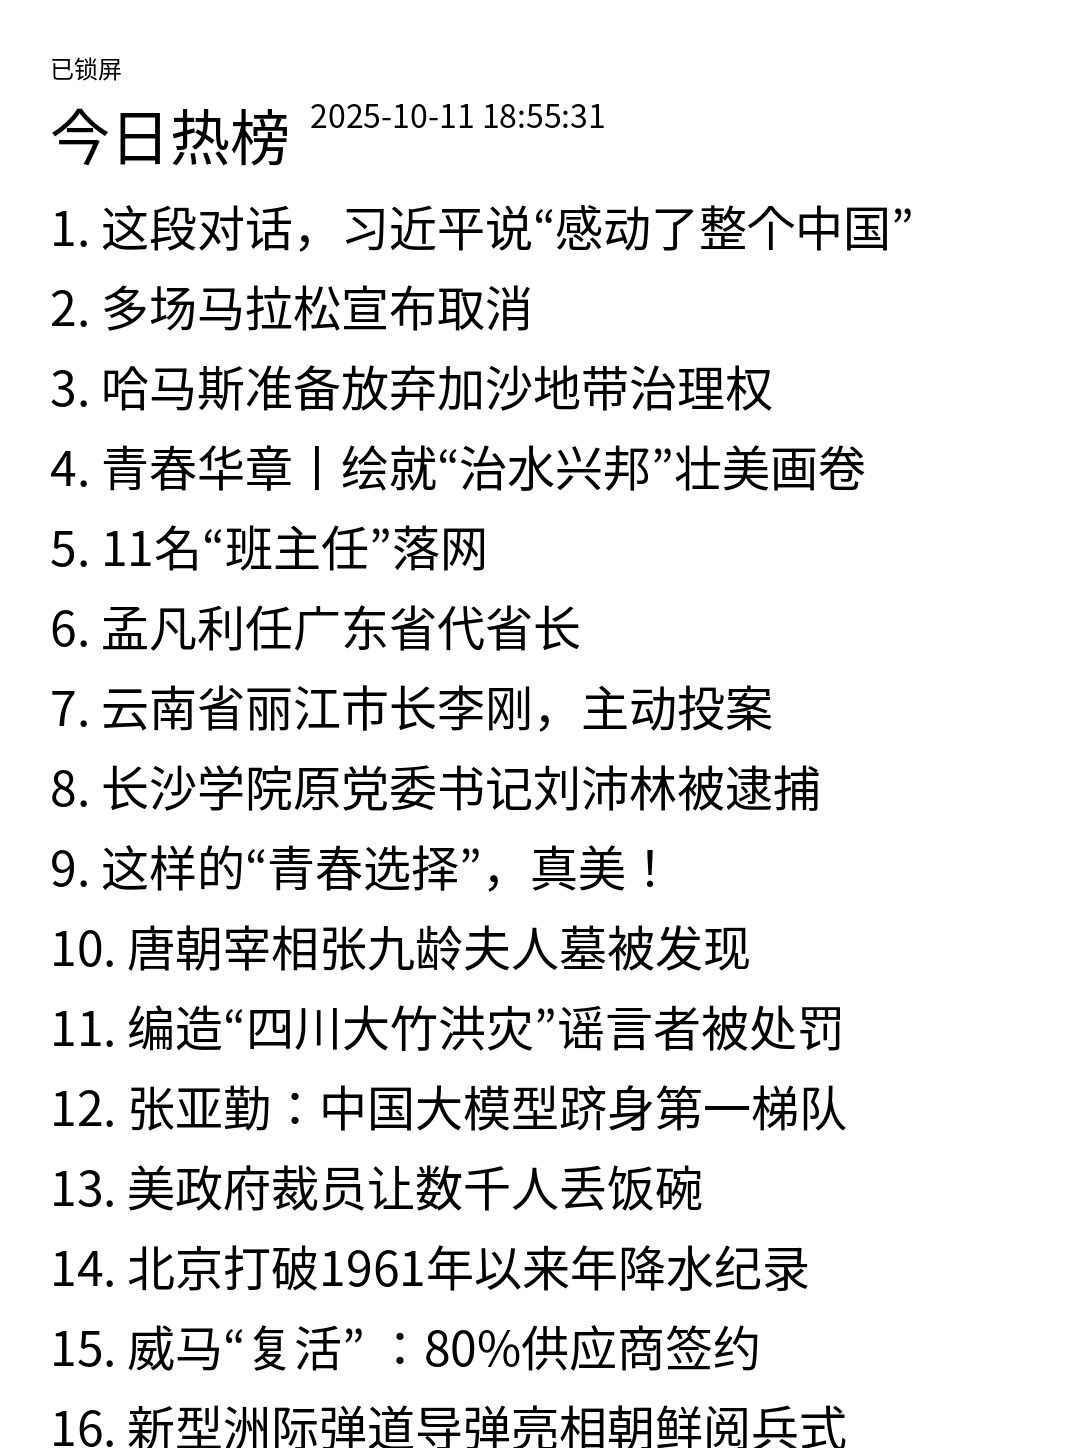 已锁屏
今日热榜 2025-10-11 18:55:31
1. 这段对话，习近平说“感动了整个中国”
2. 多场马拉松宣布取消
3. 哈马斯准备放弃加沙地带治理权
4. 青春华章丨绘就“治水兴邦”壮美画卷
5. 11名“班主任”落网
6. 孟凡利任广东省代省长
7. 云南省丽江市长李刚，主动投案
8. 长沙学院原党委书记刘沛林被逮捕
9. 这样的“青春选择”，真美！
10. 唐朝宰相张九龄夫人墓被发现
11. 编造“四川大竹洪灾”谣言者被处罚
12. 张亚勤：中国大模型跻身第一梯队
13. 美政府裁员让数千人丢饭碗
14. 北京打破1961年以来年降水纪录
15. 威马“复活” ：80%供应商签约
16. 新型洲际弹道导弹亮相朝鲜阅兵式